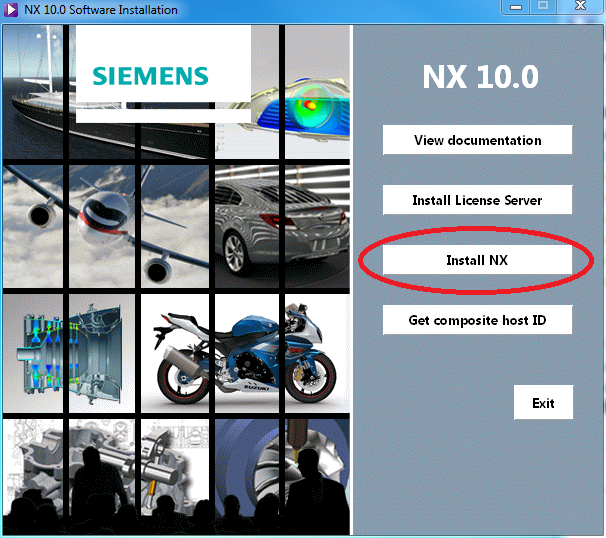 NX 10.0 Software Installation
SIEMENS
NX 10.0
View documentation
Install License Server
Install NX
Get composite host ID
Exit
SUZUKI